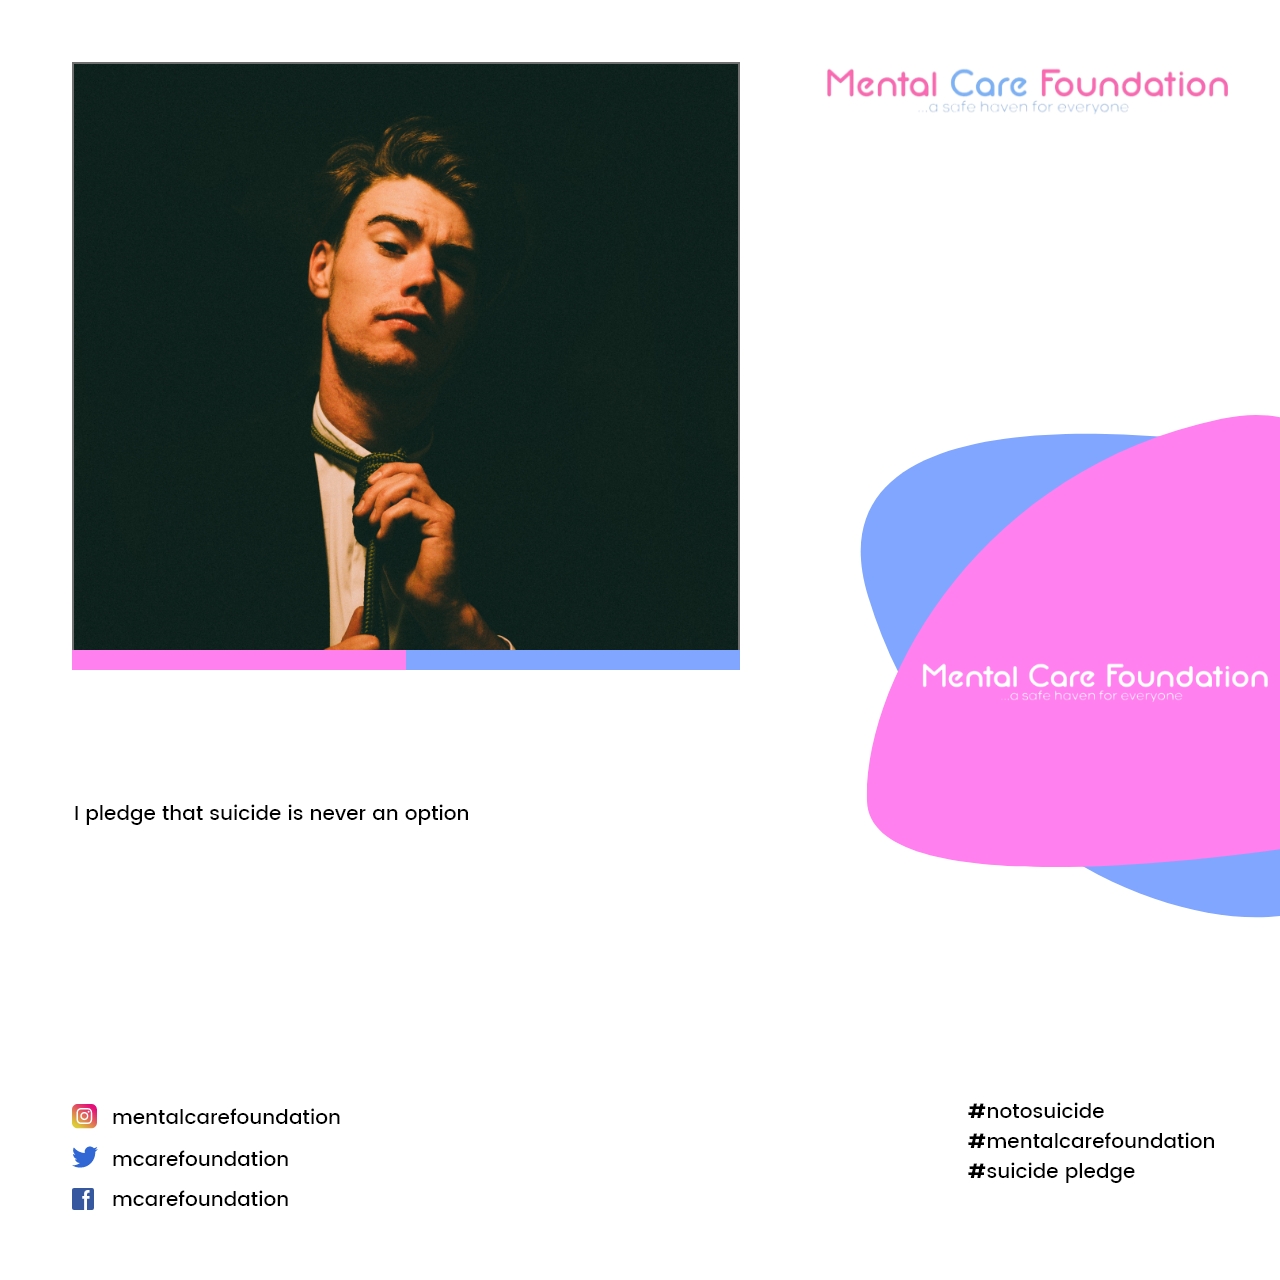 Mental Care Foundation
...a safe haven for everyone
Mental Care Foundation
...a safe haven for everyone
I pledge that suicide is never an option
mentalcarefoundation
mcarefoundation
mcarefoundation
#notosuicide
#mentalcarefoundation
#suicide pledge